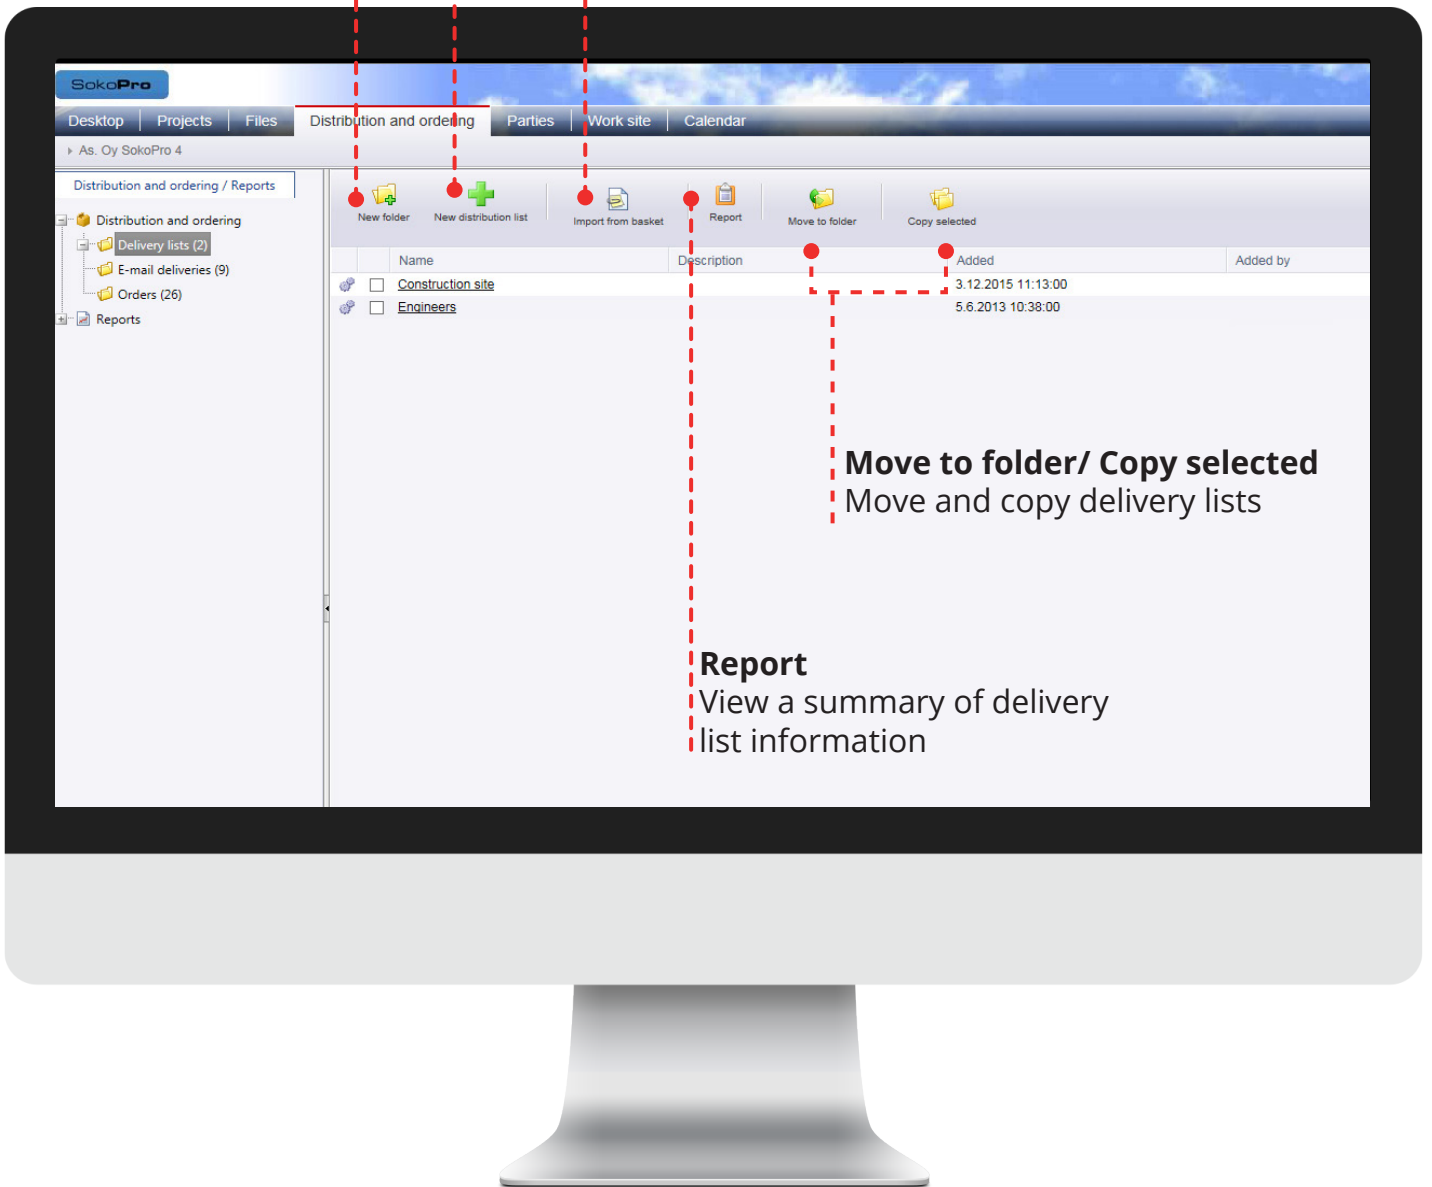 SokoPro
Desktop Projects Files Distribution and ordering Parties Work site Calendar
As. Oy SokoPro 4
Distribution and ordering / Reports
Distribution and ordering
Delivery lists (2)
E-mail deliveries (9)
Orders (26)
Reports
New folder New distribution list Import from basket Report Move to folder Copy selected
Name Description Added Added by
Construction site 3.12.2015 11:13:00
Engineers 5.6.2013 10:38:00
Move to folder/ Copy selected
Move and copy delivery lists
Report
View a summary of delivery
list information